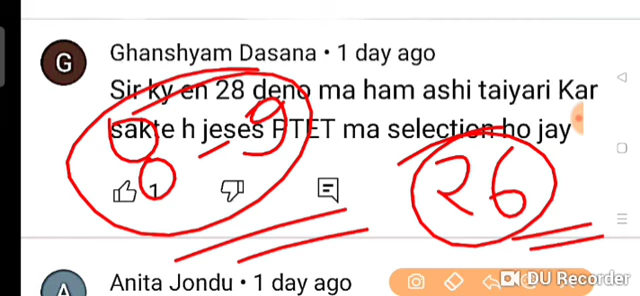 G
Ghanshyam Dasana • 1 day ago
Sir ky en 28 deno ma ham ashi taiyari Kar
sakte h jeses PTET ma selection ho jay
8-9
26
1
A
Anita Jondu • 1 day ago
DU Recorder